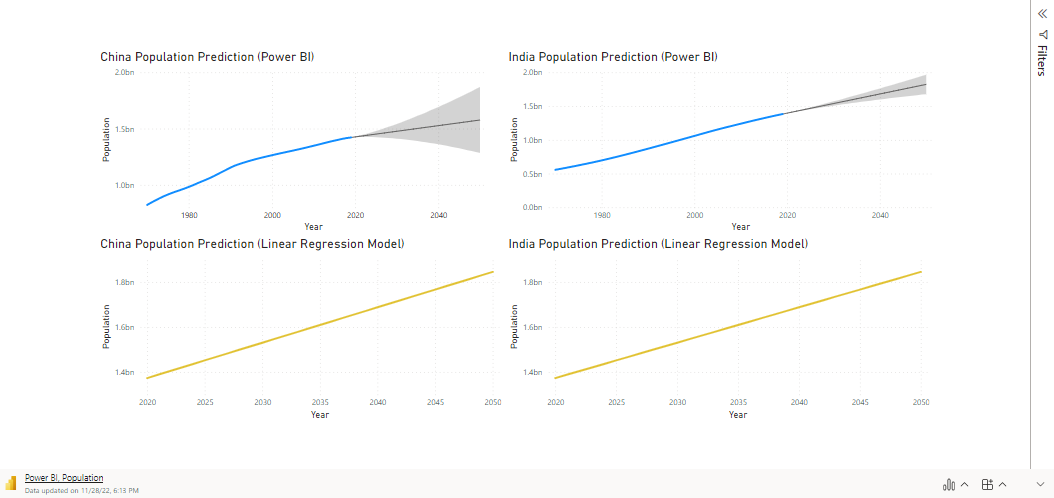 Filters
China Population Prediction (Power BI)
2.0bn
1.5bn
1.0bn
Population
1980 2000 2020 2040
Year
India Population Prediction (Power BI)
2.0bn
1.5bn
1.0bn
0.5bn
0.0bn
Population
1980 2000 2020 2040
Year
China Population Prediction (Linear Regression Model)
1.8bn
1.6bn
1.4bn
Population
2020 2025 2030 2035 2040 2045 2050
Year
India Population Prediction (Linear Regression Model)
1.8bn
1.6bn
1.4bn
Population
2020 2025 2030 2035 2040 2045 2050
Year
Power BI, Population
Data updated on 11/28/22, 6:13 PM